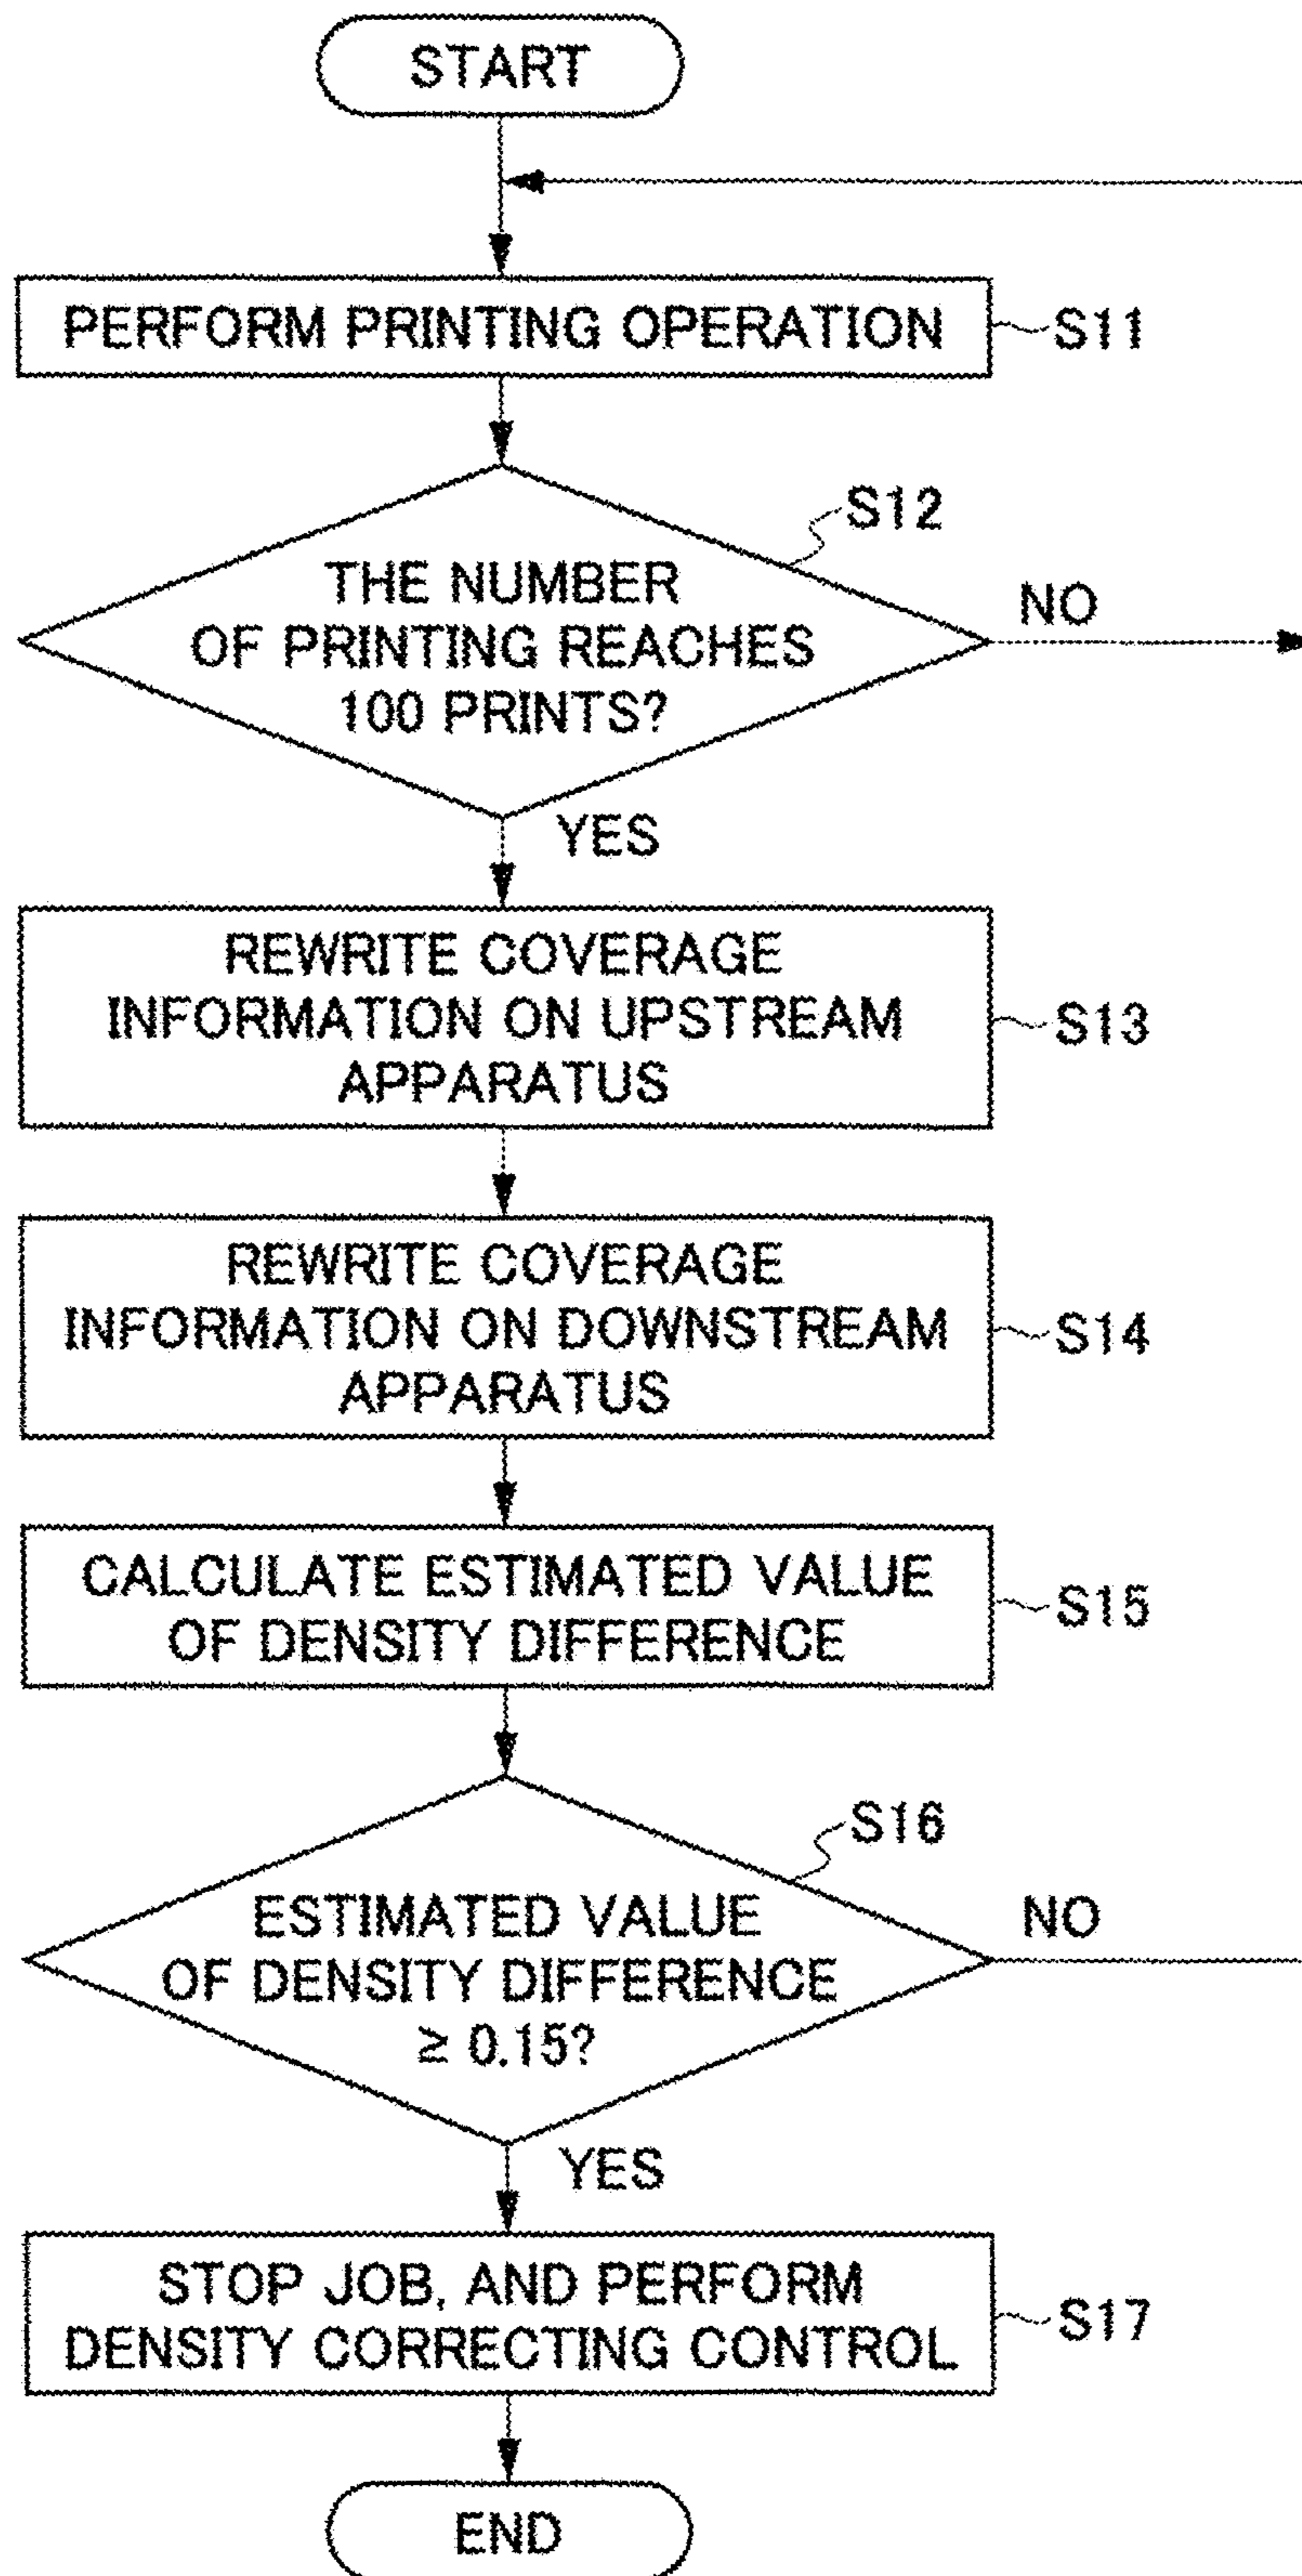 START
PERFORM PRINTING OPERATION
S11
S12
THE NUMBER
OF PRINTING REACHES
100 PRINTS?
NO
YES
REWRITE COVERAGE
INFORMATION ON UPSTREAM
APPARATUS
S13
REWRITE COVERAGE
INFORMATION ON DOWNSTREAM
APPARATUS
S14
CALCULATE ESTIMATED VALUE
OF DENSITY DIFFERENCE
S15
S16
ESTIMATED VALUE
OF DENSITY DIFFERENCE
≥ 0.15?
NO
YES
STOP JOB, AND PERFORM
DENSITY CORRECTING CONTROL
S17
END